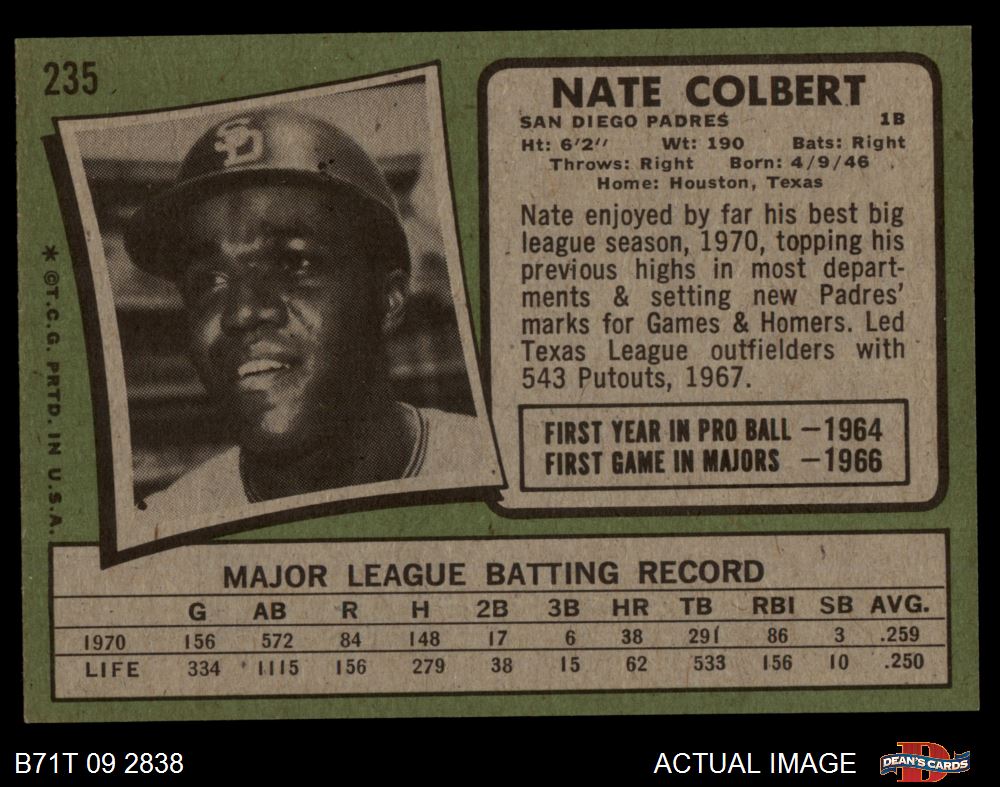 235
SD
NATE COLBERT
SAN DIEGO PADRES 1B
Ht: 6'2" Wt: 190 Bats: Right
Throws: Right Born: 4/9/46
Home: Houston, Texas
Nate enjoyed by far his best big
league season, 1970, topping his
previous highs in most depart-
ments & setting new Padres'
marks for Games & Homers. Led
Texas League outfielders with
543 Putouts, 1967.
FIRST YEAR IN PRO BALL —1964
FIRST GAME IN MAJORS —1966
* ©T.C.G. PRTD. IN U.S.A.
MAJOR LEAGUE BATTING RECORD
G AB R H 2B 3B HR TB RBI SB AVG.
1970 156 572 84 148 17 6 38 291 86 3 .259
LIFE 334 1115 156 279 38 15 62 533 156 10 .250
B71T 09 2838 ACTUAL IMAGE
DEAN'S CARDS